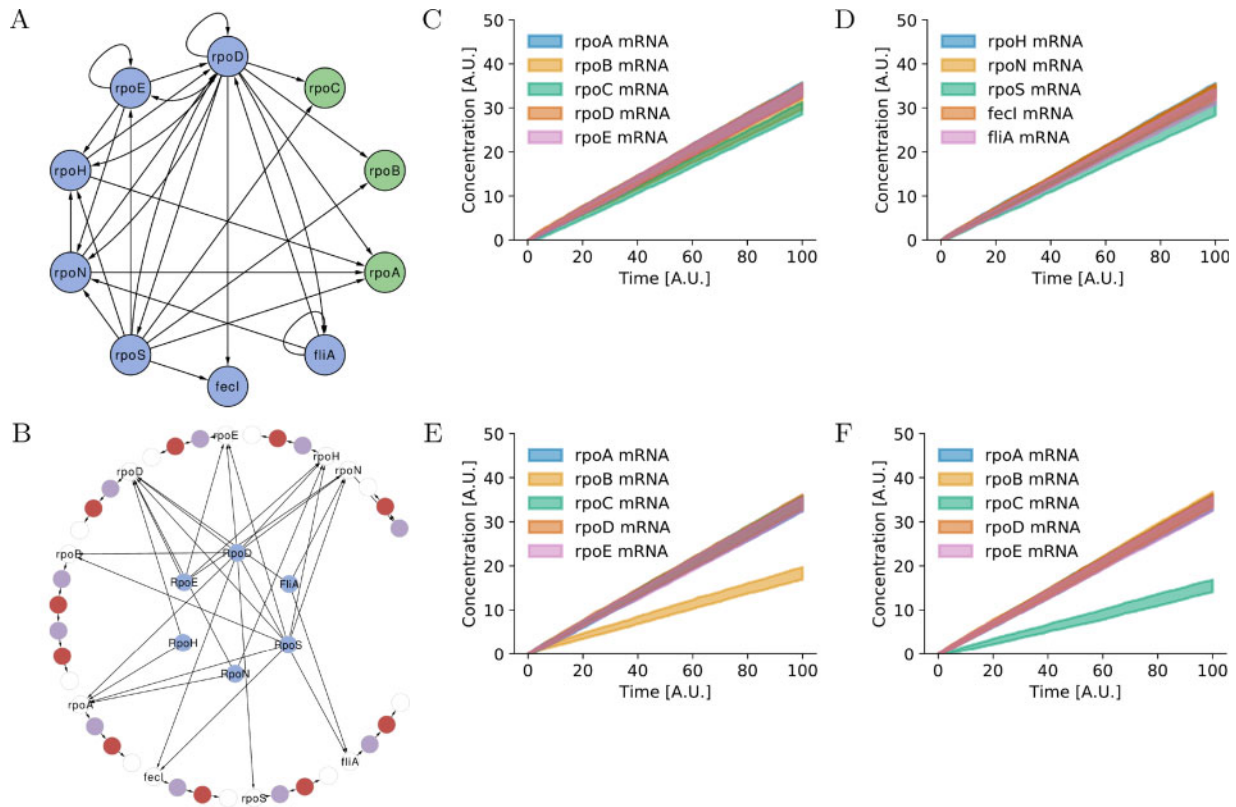 A
rpoD
rpoE
rpoC
rpoH
rpoB
rpoN
rpoA
rpoS
fliA
fecI
B
rpoE
rpoH
rpoN
rpoD
RpoD
RpoE
FliA
RpoH
RpoS
RpoN
rpoA
fecI
fliA
rpoS
C
50
40
30
20
10
0
Concentration [A.U.]
rpoA mRNA
rpoB mRNA
rpoC mRNA
rpoD mRNA
rpoE mRNA
0 20 40 60 80 100
Time [A.U.]
D
50
40
30
20
10
0
Concentration [A.U.]
rpoH mRNA
rpoN mRNA
rpoS mRNA
fecI mRNA
fliA mRNA
0 20 40 60 80 100
Time [A.U.]
E
50
40
30
20
10
0
Concentration [A.U.]
rpoA mRNA
rpoB mRNA
rpoC mRNA
rpoD mRNA
rpoE mRNA
0 20 40 60 80 100
Time [A.U.]
F
50
40
30
20
10
0
Concentration [A.U.]
rpoA mRNA
rpoB mRNA
rpoC mRNA
rpoD mRNA
rpoE mRNA
0 20 40 60 80 100
Time [A.U.]